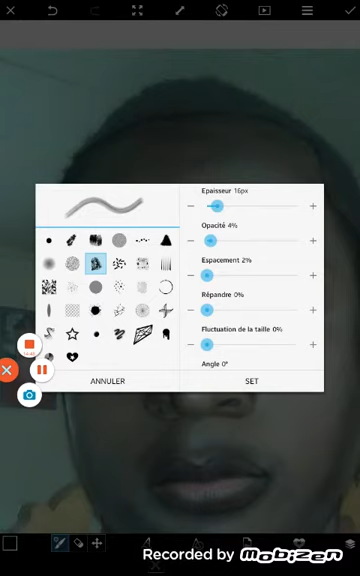 Epaisseur 16px
Opacité 4%
Espacement 2%
Répandre 0%
Fluctuation de la taille 0%
Angle 0°
ANNULER
SET
Recorded by mobizen